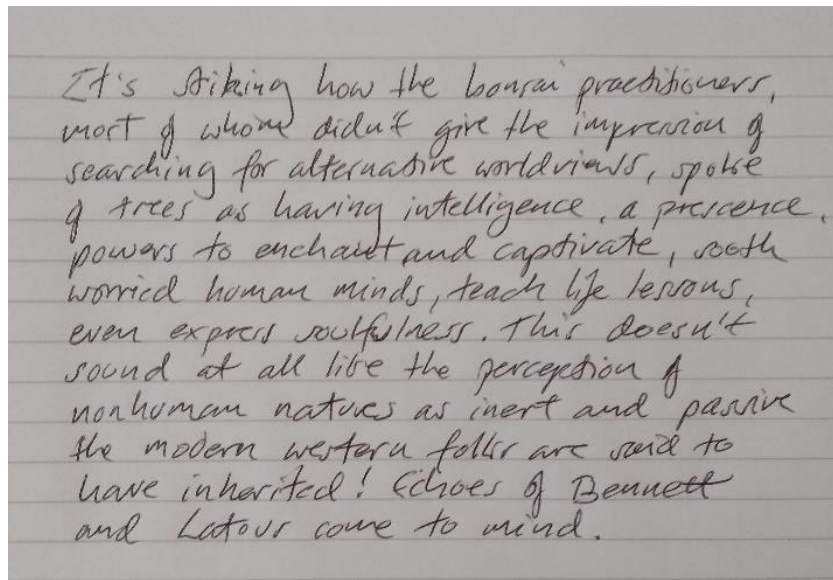 It's striking how the bonsai practitioners,
most of whom didn't give the impression of
searching for alternative worldviews, spoke
of trees as having intelligence, a prescence,
powers to enchant and captivate, sooth
worried human minds, teach life lessons,
even express soulfulness. This doesn't
sound at all like the perception of
nonhuman natures as inert and passive
the modern western folks are said to
have inherited! Echoes of Bennett
and Latour come to mind.